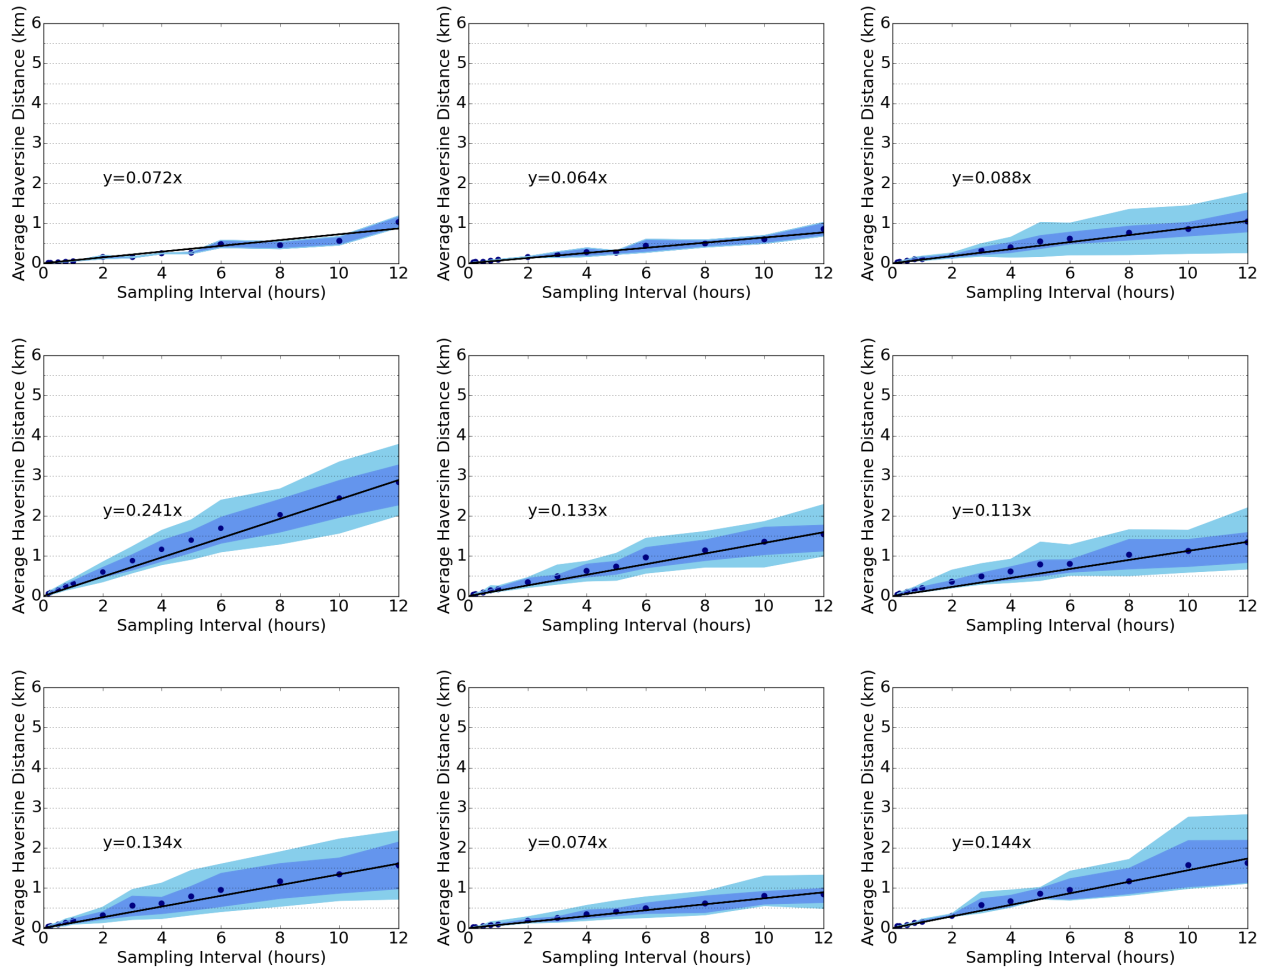 Average Haversine Distance (km)
6
5
4
3
2
1
0
y=0.072x
0 2 4 6 8 10 12
Sampling Interval (hours)
Average Haversine Distance (km)
6
5
4
3
2
1
0
y=0.064x
0 2 4 6 8 10 12
Sampling Interval (hours)
Average Haversine Distance (km)
6
5
4
3
2
1
0
y=0.088x
0 2 4 6 8 10 12
Sampling Interval (hours)
Average Haversine Distance (km)
6
5
4
3
2
1
0
y=0.241x
0 2 4 6 8 10 12
Sampling Interval (hours)
Average Haversine Distance (km)
6
5
4
3
2
1
0
y=0.133x
0 2 4 6 8 10 12
Sampling Interval (hours)
Average Haversine Distance (km)
6
5
4
3
2
1
0
y=0.113x
0 2 4 6 8 10 12
Sampling Interval (hours)
Average Haversine Distance (km)
6
5
4
3
2
1
0
y=0.134x
0 2 4 6 8 10 12
Sampling Interval (hours)
Average Haversine Distance (km)
6
5
4
3
2
1
0
y=0.074x
0 2 4 6 8 10 12
Sampling Interval (hours)
Average Haversine Distance (km)
6
5
4
3
2
1
0
y=0.144x
0 2 4 6 8 10 12
Sampling Interval (hours)